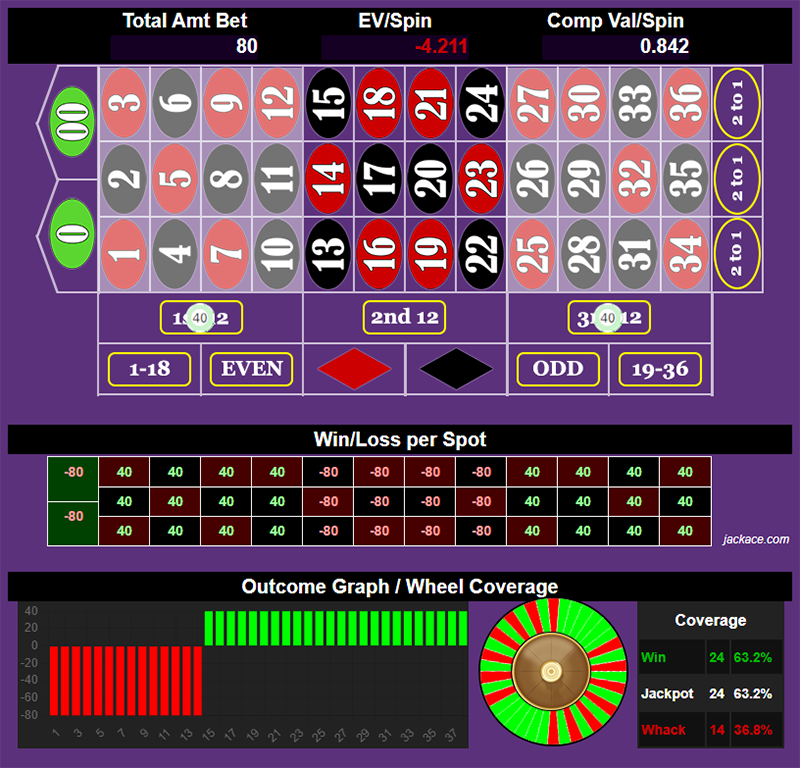 Total Amt Bet EV/Spin Comp Val/Spin
80 -4.211 0.842
00 3 6 9 12 15 18 21 24 27 30 33 36 2 to 1
2 5 8 11 14 17 20 23 26 29 32 35 2 to 1
0 1 4 7 10 13 16 19 22 25 28 31 34 2 to 1
1s 40 2 2nd 12 3r 40 12
1-18 EVEN ODD 19-36
Win/Loss per Spot
-80 40 40 40 40 -80 -80 -80 -80 40 40 40 40
40 40 40 40 -80 -80 -80 -80 40 40 40 40
-80 40 40 40 40 -80 -80 -80 -80 40 40 40 40
jackace.com
Outcome Graph / Wheel Coverage
40
20
0
-20
-40
-60
-80
1 3 5 7 9 11 13 15 17 19 21 23 25 27 29 31 33 35 37
Coverage
Win 24 63.2%
Jackpot 24 63.2%
Whack 14 36.8%